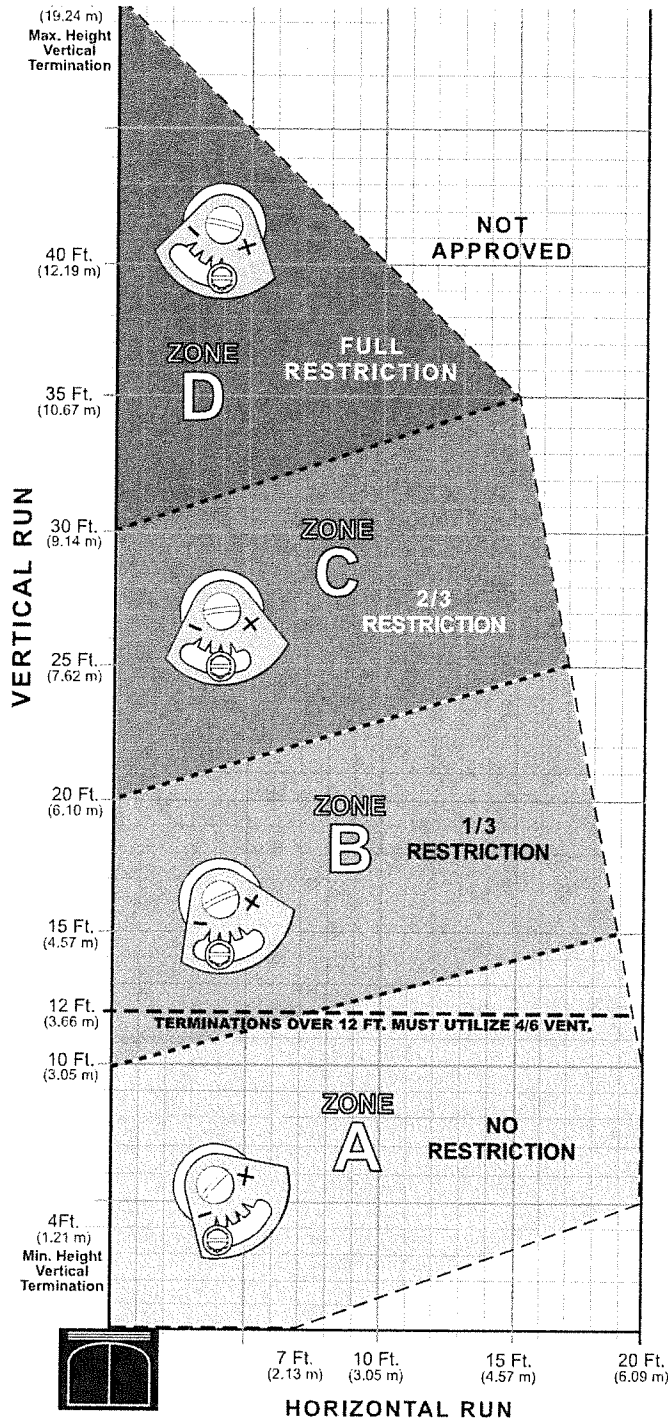 (19.24 m)
Max. Height
Vertical
Termination
NOT
APPROVED
40 Ft.
(12.19 m)
- +
ZONE
D
FULL
RESTRICTION
35 Ft.
(10.67 m)
VERTICAL RUN
30 Ft.
(9.14 m)
ZONE
C
2/3
RESTRICTION
- +
25 Ft.
(7.62 m)
20 Ft.
(6.10 m)
ZONE
B
1/3
RESTRICTION
- +
15 Ft.
(4.57 m)
12 Ft.
(3.66 m)
TERMINATIONS OVER 12 FT. MUST UTILIZE 4/6 VENT.
10 Ft.
(3.05 m)
ZONE
A
NO
RESTRICTION
- +
4Ft.
(1.21 m)
Min. Height
Vertical
Termination
7 Ft.
(2.13 m)
10 Ft.
(3.05 m)
15 Ft.
(4.57 m)
20 Ft.
(6.09 m)
HORIZONTAL RUN